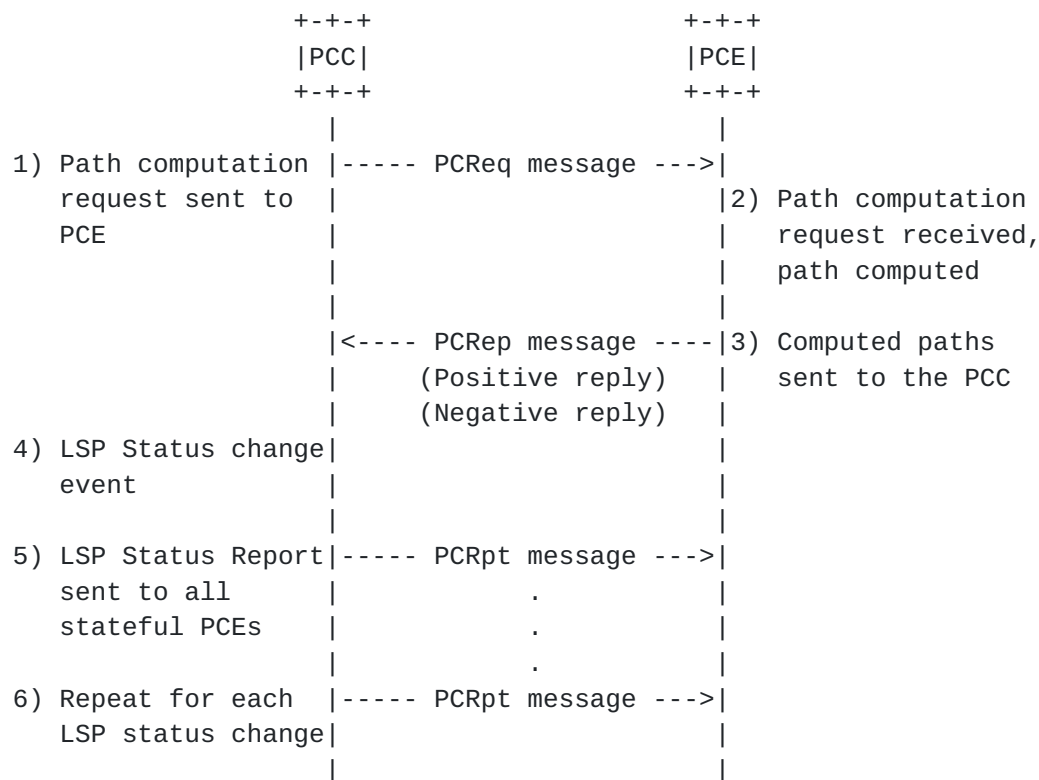 +-+-+                    +-+-+
                  |PCC|                    |PCE|
                  +-+-+                    +-+-+
                    |                        |
1) Path computation |----- PCReq message --->|
   request sent to  |                        |2) Path computation
   PCE              |                        |   request received,
                    |                        |   path computed
                    |                        |
                    |<---- PCRep message ----|3) Computed paths
                    |     (Positive reply)   |   sent to the PCC
                    |     (Negative reply)   |
4) LSP Status change|                        |
   event            |                        |
                    |                        |
5) LSP Status Report|----- PCRpt message --->|
   sent to all      |            .           |
   stateful PCEs    |            .           |
                    |            .           |
6) Repeat for each  |----- PCRpt message --->|
   LSP status change|                        |
                    |                        |